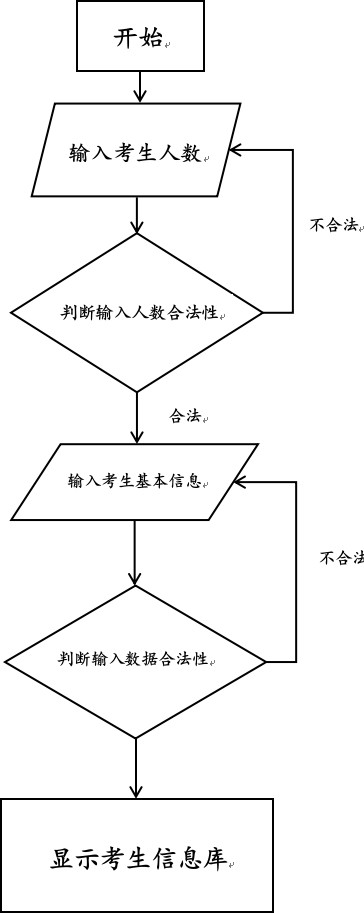 开始
输入考生人数
不合法
判断输入人数合法性
合法
输入考生基本信息
不合法
判断输入数据合法性
显示考生信息库